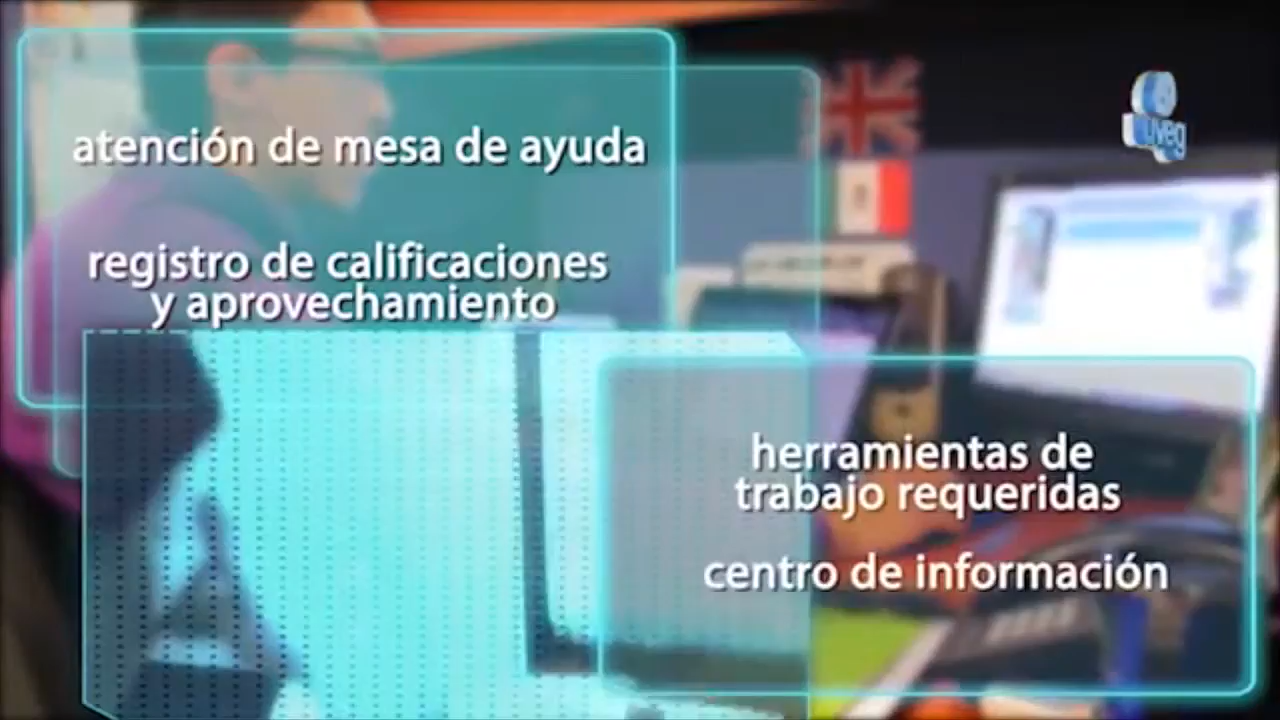 atención de mesa de ayuda
registro de calificaciones
y aprovechamiento
herramientas de
trabajo requeridas
centro de información
uveg